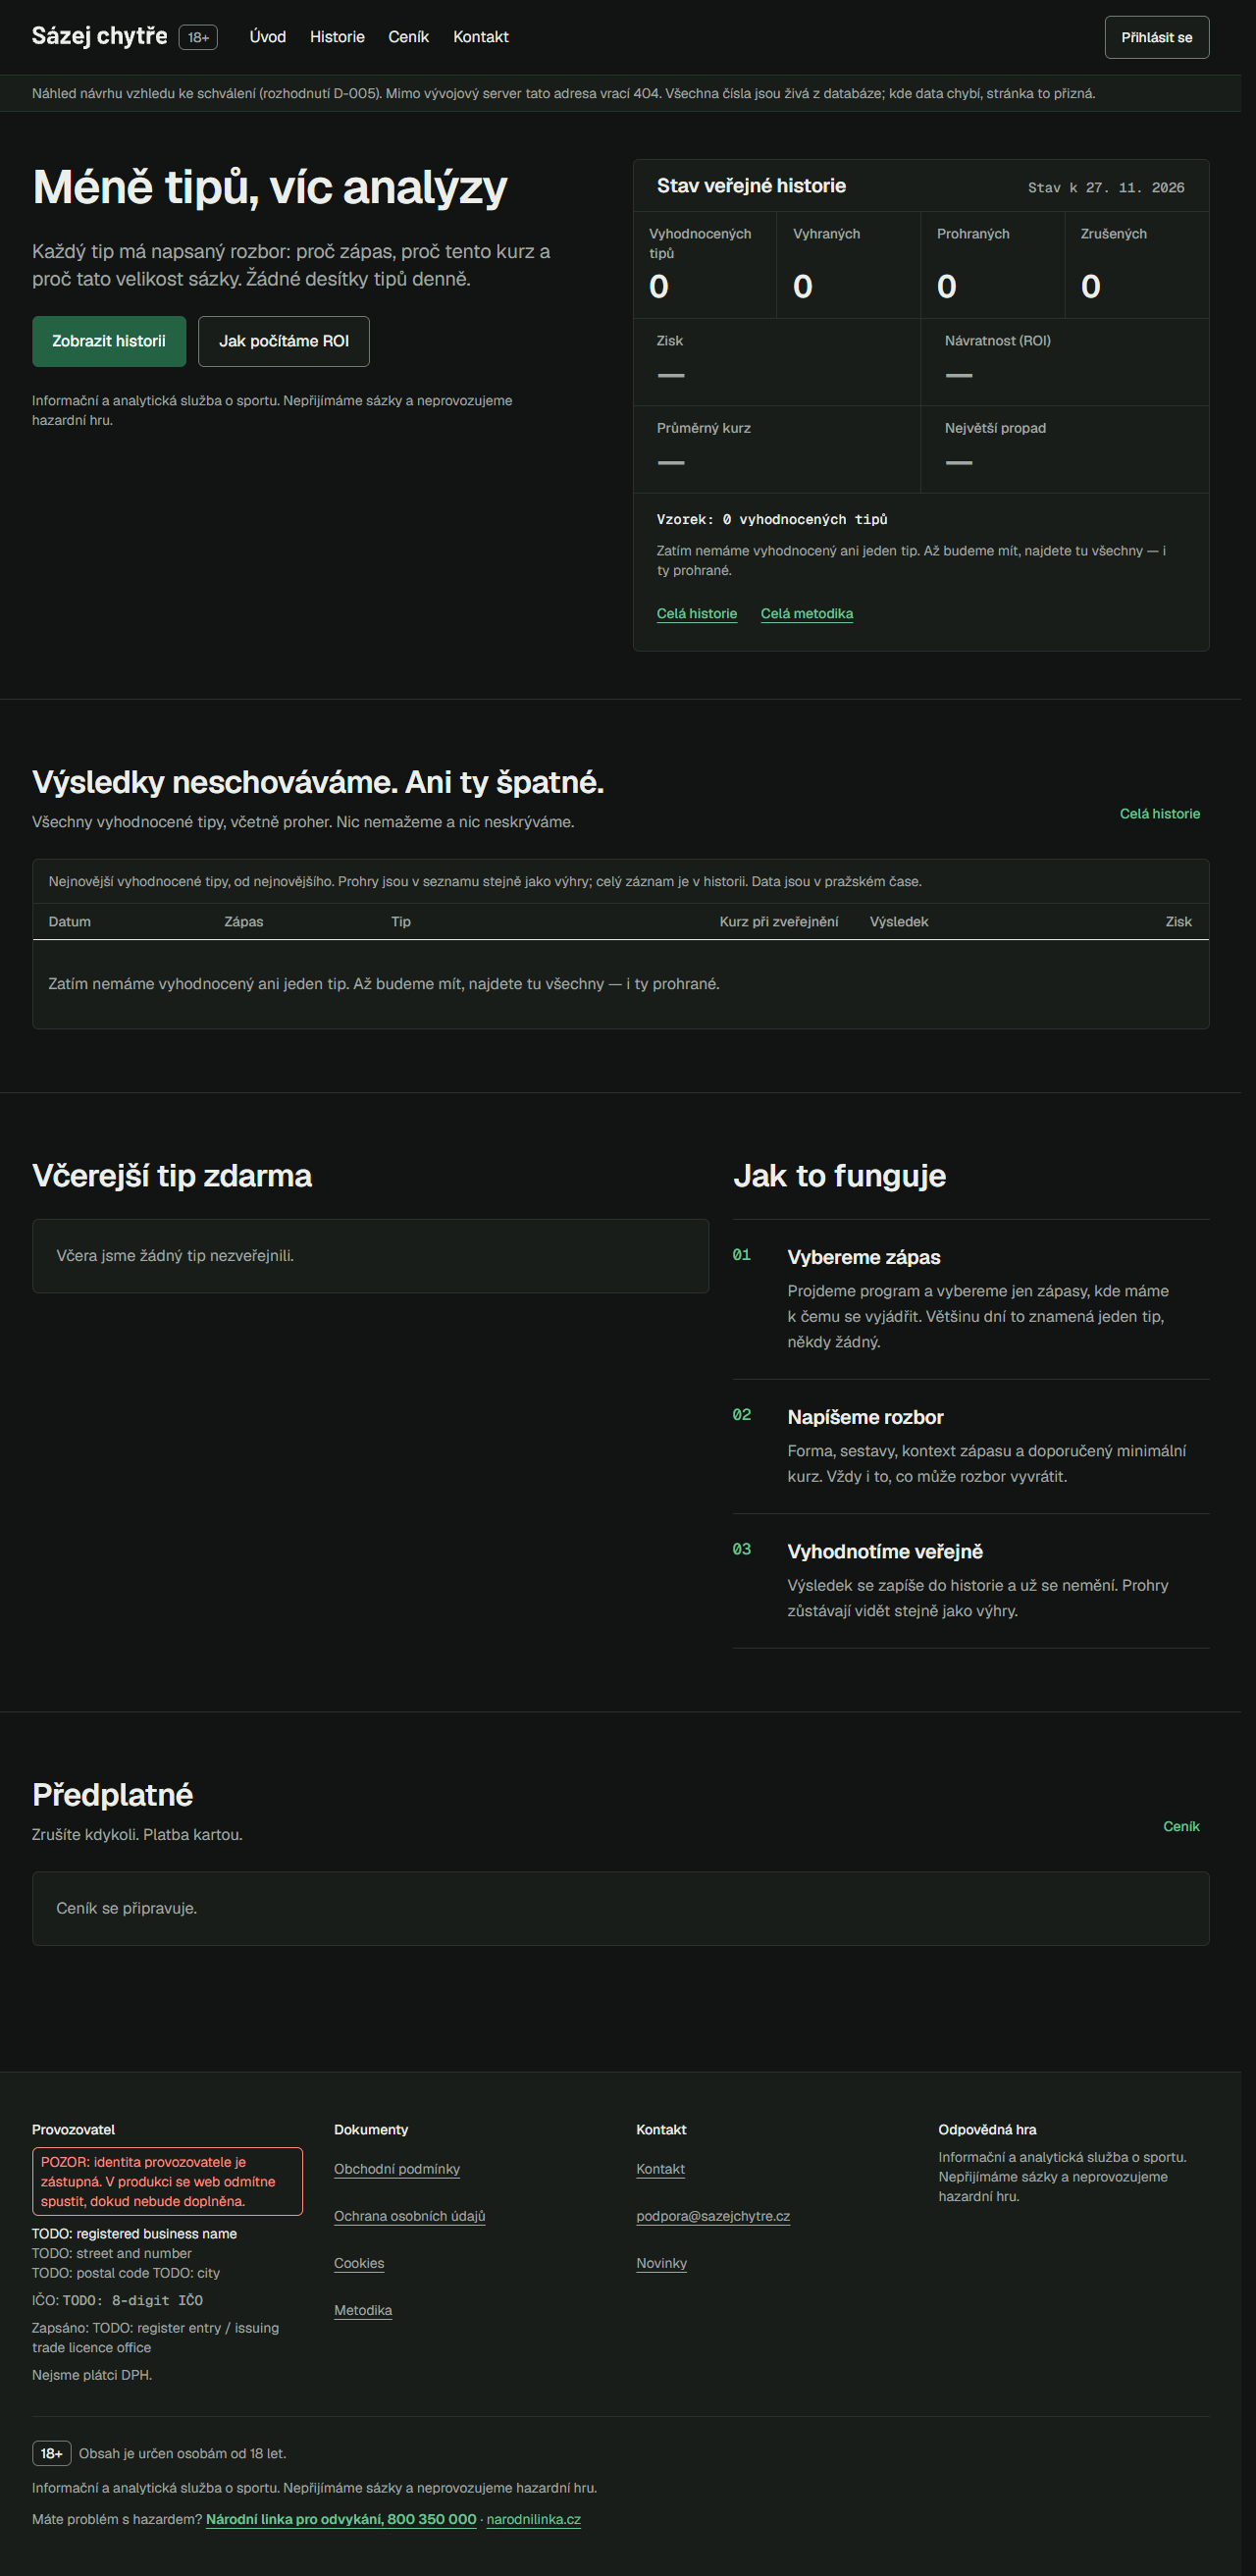 Sázej chytře 18+ Úvod Historie Ceník Kontakt Přihlásit se
Náhled návrhu vzhledu ke schválení (rozhodnutí D-005). Mimo vývojový server tato adresa vrací 404. Všechna čísla jsou živá z databáze; kde data chybí, stránka to přizná.
Méně tipů, víc analýzy
Každý tip má napsaný rozbor: proč zápas, proč tento kurz a
proč tato velikost sázky. Žádné desítky tipů denně.
Zobrazit historii Jak počítáme ROI
Informační a analytická služba o sportu. Nepřijímáme sázky a neprovozujeme
hazardní hru.
Stav veřejné historie Stav k 27. 11. 2026
Vyhodnocených
tipů
0
Vyhraných
0
Prohraných
0
Zrušených
0
Zisk
—
Návratnost (ROI)
—
Průměrný kurz
—
Největší propad
—
Vzorek: 0 vyhodnocených tipů
Zatím nemáme vyhodnocený ani jeden tip. Až budeme mít, najdete tu všechny — i
ty prohrané.
Celá historie Celá metodika
Výsledky neschováváme. Ani ty špatné.
Všechny vyhodnocené tipy, včetně proher. Nic nemažeme a nic neskrýváme.
Celá historie
Nejnovější vyhodnocené tipy, od nejnovějšího. Prohry jsou v seznamu stejně jako výhry; celý záznam je v historii. Data jsou v pražském čase.
Datum Zápas Tip Kurz při zveřejnění Výsledek Zisk
Zatím nemáme vyhodnocený ani jeden tip. Až budeme mít, najdete tu všechny — i ty prohrané.
Včerejší tip zdarma
Včera jsme žádný tip nezveřejnili.
Jak to funguje
01 Vybereme zápas
Projdeme program a vybereme jen zápasy, kde máme
k čemu se vyjádřit. Většinu dní to znamená jeden tip,
někdy žádný.
02 Napíšeme rozbor
Forma, sestavy, kontext zápasu a doporučený minimální
kurz. Vždy i to, co může rozbor vyvrátit.
03 Vyhodnotíme veřejně
Výsledek se zapíše do historie a už se nemění. Prohry
zůstávají vidět stejně jako výhry.
Předplatné
Zrušíte kdykoli. Platba kartou.
Ceník
Ceník se připravuje.
Provozovatel
POZOR: identita provozovatele je
zástupná. V produkci se web odmítne
spustit, dokud nebude doplněna.
TODO: registered business name
TODO: street and number
TODO: postal code TODO: city
IČO: TODO: 8-digit IČO
Zapsáno: TODO: register entry / issuing
trade licence office
Nejsme plátci DPH.
Dokumenty
Obchodní podmínky
Ochrana osobních údajů
Cookies
Metodika
Kontakt
Kontakt
podpora@sazejchytre.cz
Novinky
Odpovědná hra
Informační a analytická služba o sportu.
Nepřijímáme sázky a neprovozujeme
hazardní hru.
18+ Obsah je určen osobám od 18 let.
Informační a analytická služba o sportu. Nepřijímáme sázky a neprovozujeme hazardní hru.
Máte problém s hazardem? Národní linka pro odvykání, 800 350 000 · narodnilinka.cz